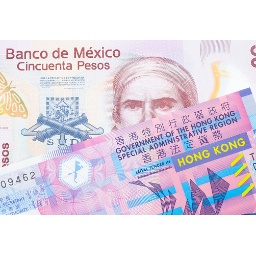 Banco de México
Cincuenta Pesos
SUD
香港特別行政區政府
GOVERNMENT OF THE HONG KONG
SPECIAL ADMINISTRATIVE REGION
香港法定貨幣
HONG KONG
09462